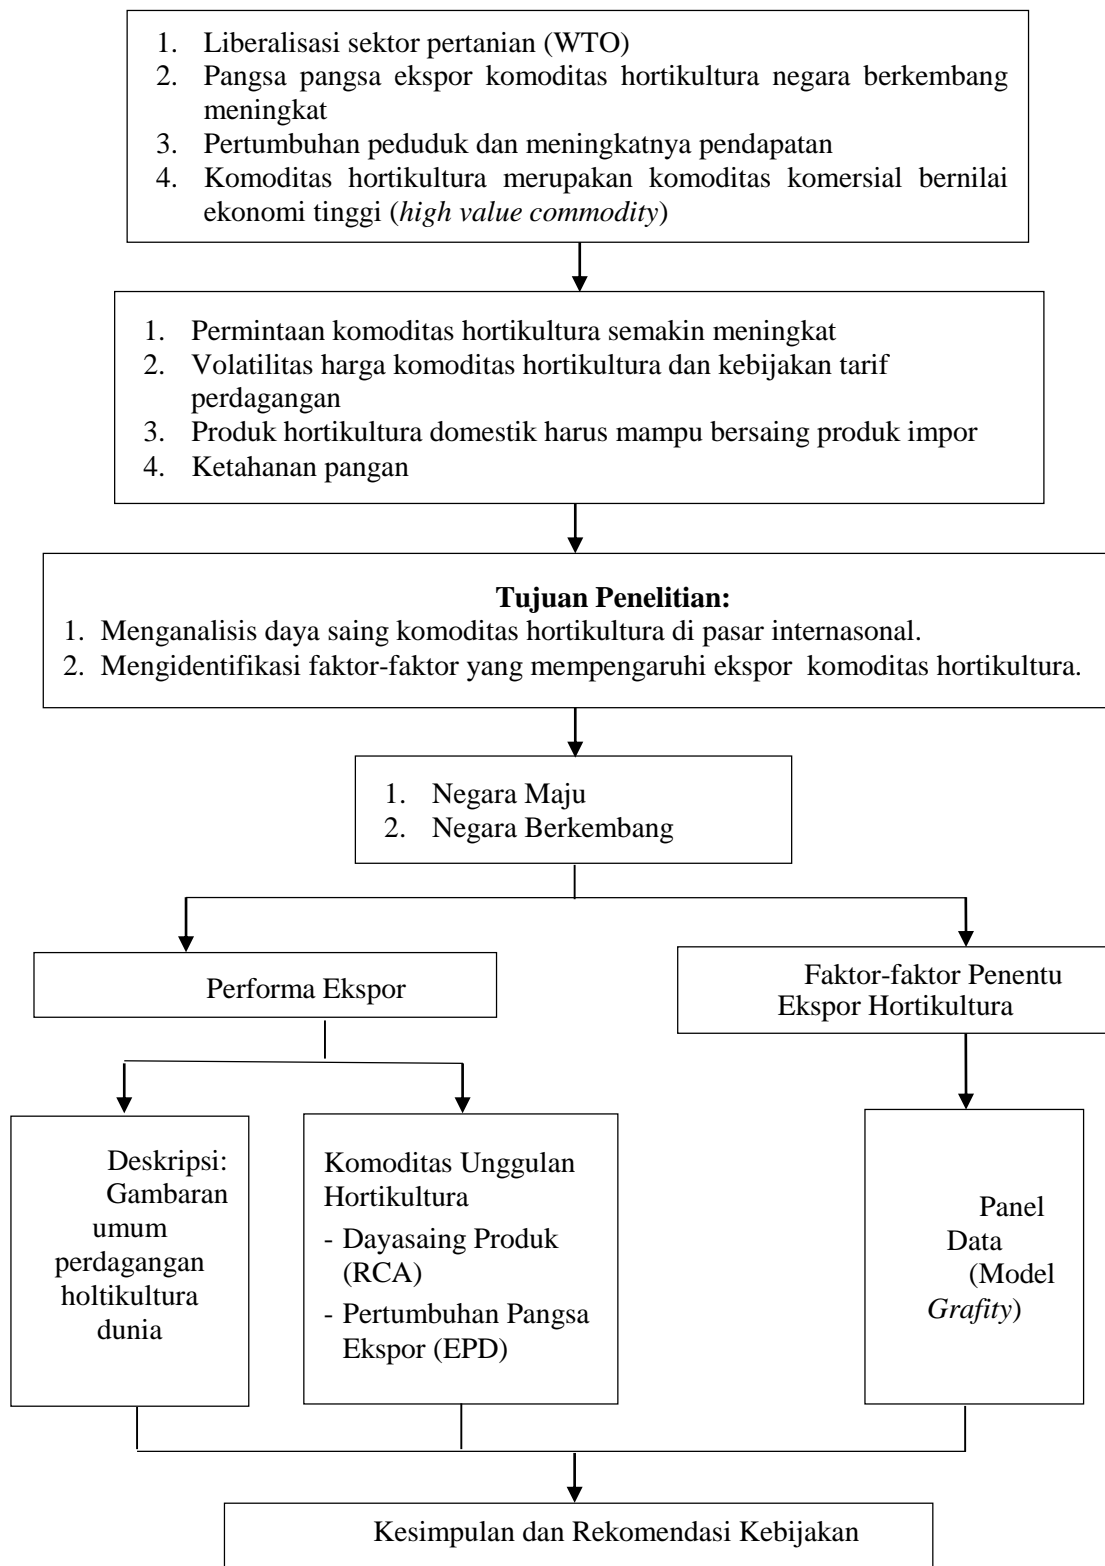 1. Liberalisasi sektor pertanian (WTO)
2. Pangsa pangsa ekspor komoditas hortikultura negara berkembang
meningkat
3. Pertumbuhan peduduk dan meningkatnya pendapatan
4. Komoditas hortikultura merupakan komoditas komersial bernilai
ekonomi tinggi (high value commodity)
1. Permintaan komoditas hortikultura semakin meningkat
2. Volatilitas harga komoditas hortikultura dan kebijakan tarif
perdagangan
3. Produk hortikultura domestik harus mampu bersaing produk impor
4. Ketahanan pangan
Tujuan Penelitian:
1. Menganalisis daya saing komoditas hortikultura di pasar internasonal.
2. Mengidentifikasi faktor-faktor yang mempengaruhi ekspor komoditas hortikultura.
1. Negara Maju
2. Negara Berkembang
Performa Ekspor
Faktor-faktor Penentu
Ekspor Hortikultura
Deskripsi:
Gambaran
umum
perdagangan
holtikultura
dunia
Komoditas Unggulan
Hortikultura
- Dayasaing Produk
(RCA)
- Pertumbuhan Pangsa
Ekspor (EPD)
Panel
Data
(Model
Grafity)
Kesimpulan dan Rekomendasi Kebijakan